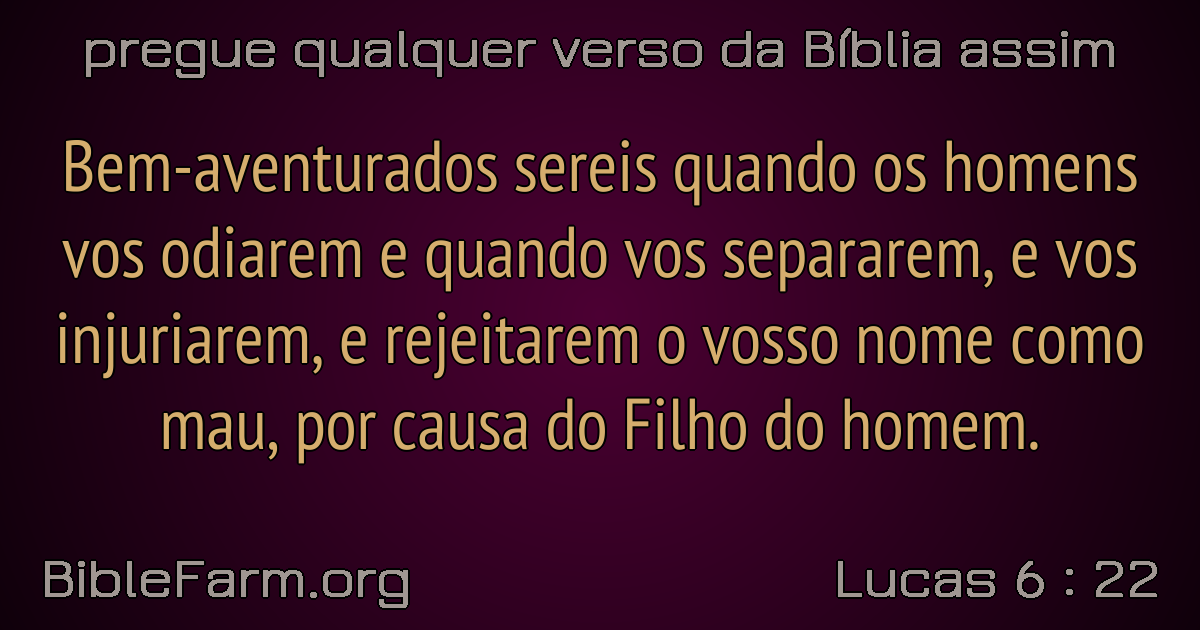 pregue qualquer verso da Bíblia assim
Bem-aventurados sereis quando os homens
vos odiarem e quando vos separarem, e vos
injuriarem, e rejeitarem o vosso nome como
mau, por causa do Filho do homem.
BibleFarm.org
Lucas 6 : 22